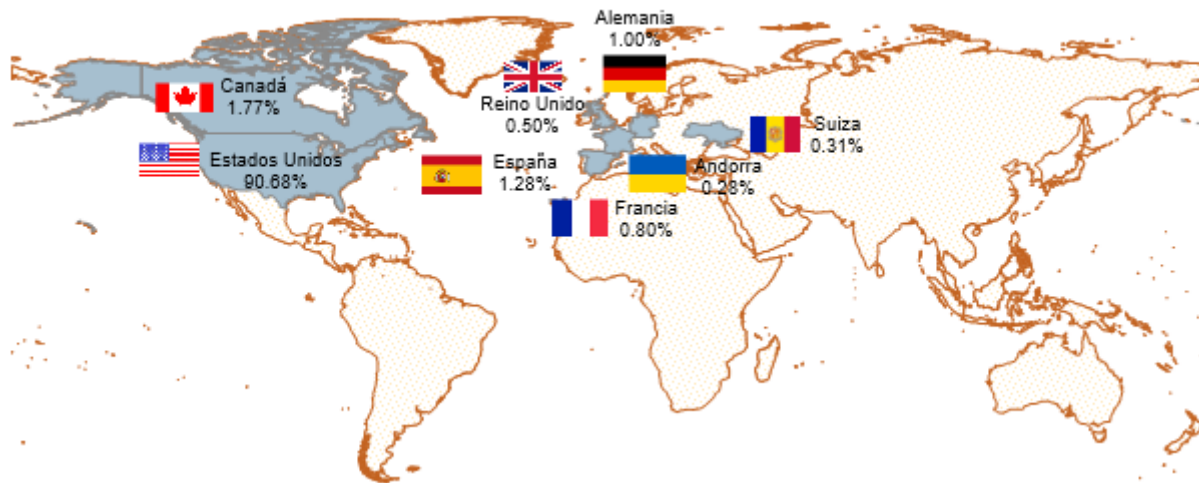 Alemania
1.00%
Canadá
1.77%
Reino Unido
0.50%
Suiza
0.31%
Estados Unidos
90.68%
España
1.28%
Andorra
0.28%
Francia
0.80%